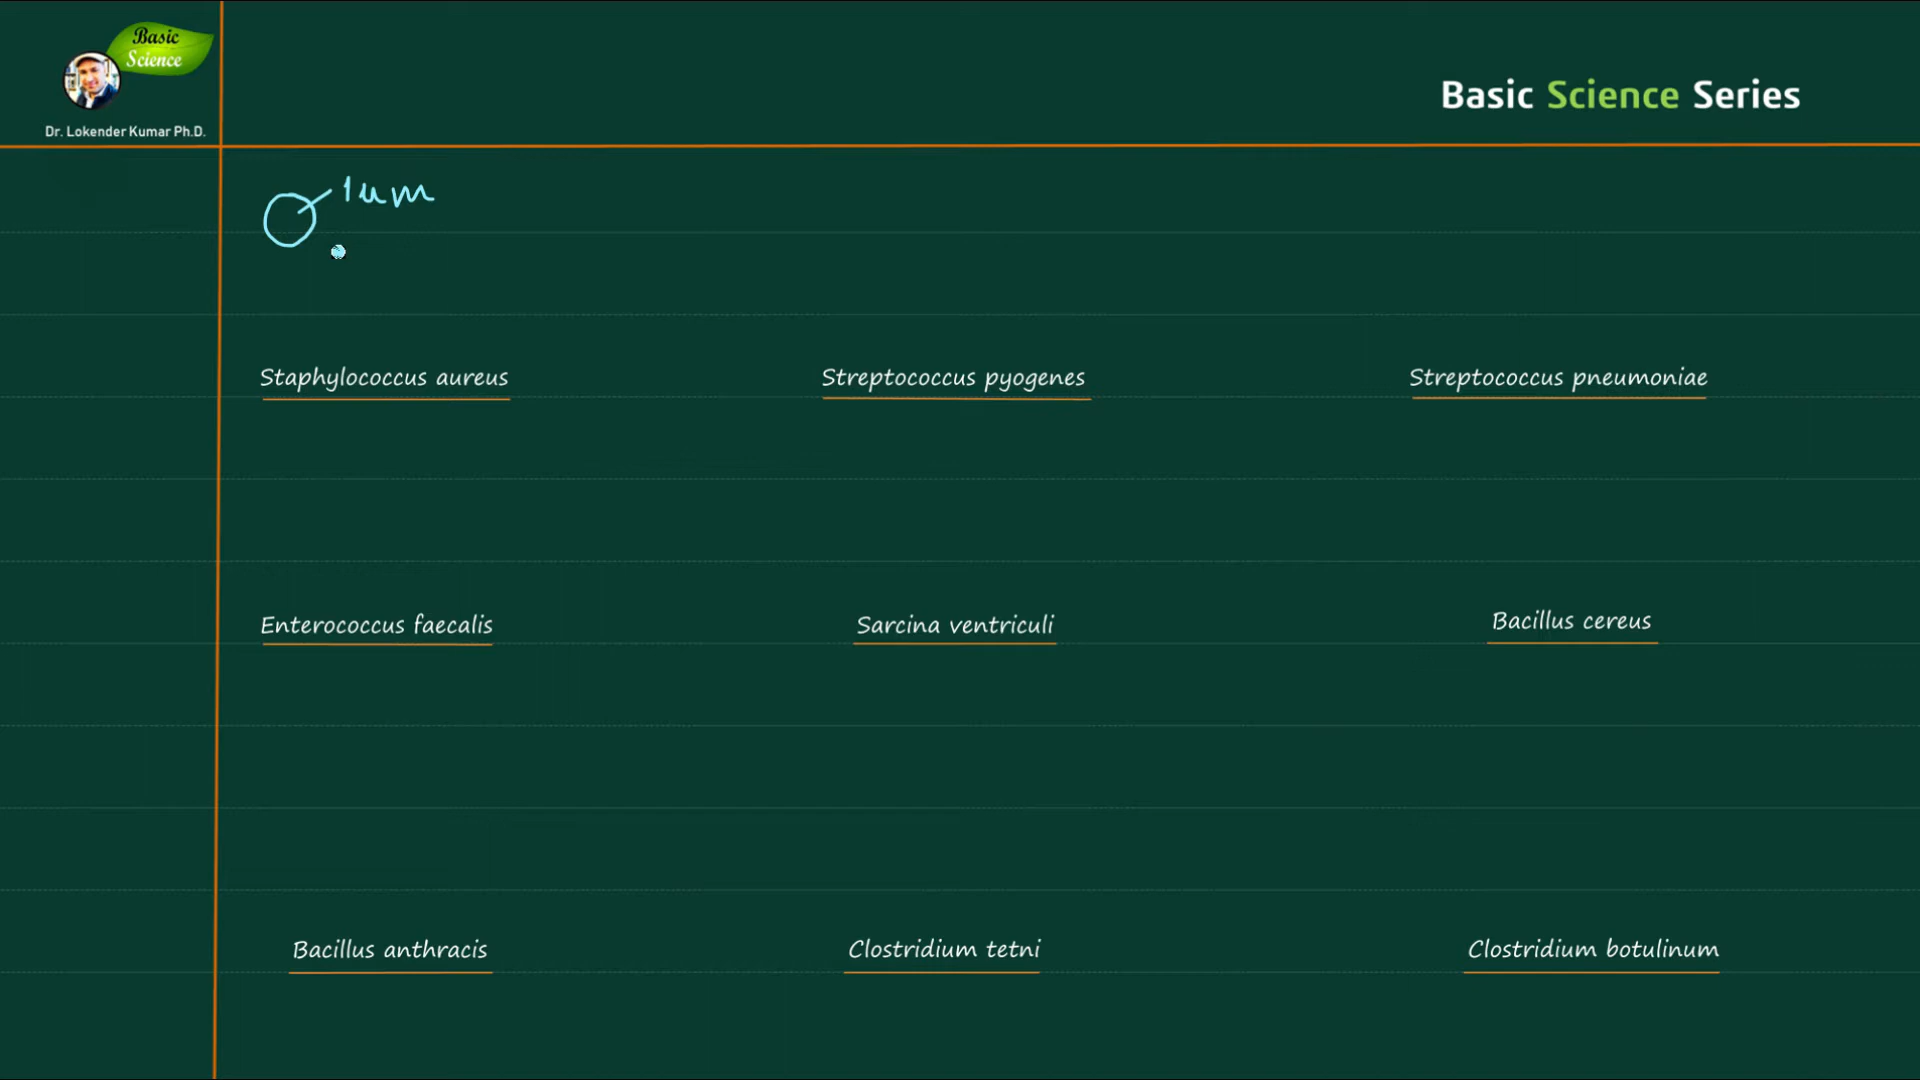 Basic
Science
Dr. Lokender Kumar Ph.D.
Basic Science Series
1um
Staphylococcus aureus
Streptococcus pyogenes
Streptococcus pneumoniae
Enterococcus faecalis
Sarcina ventriculi
Bacillus cereus
Bacillus anthracis
Clostridium tetni
Clostridium botulinum